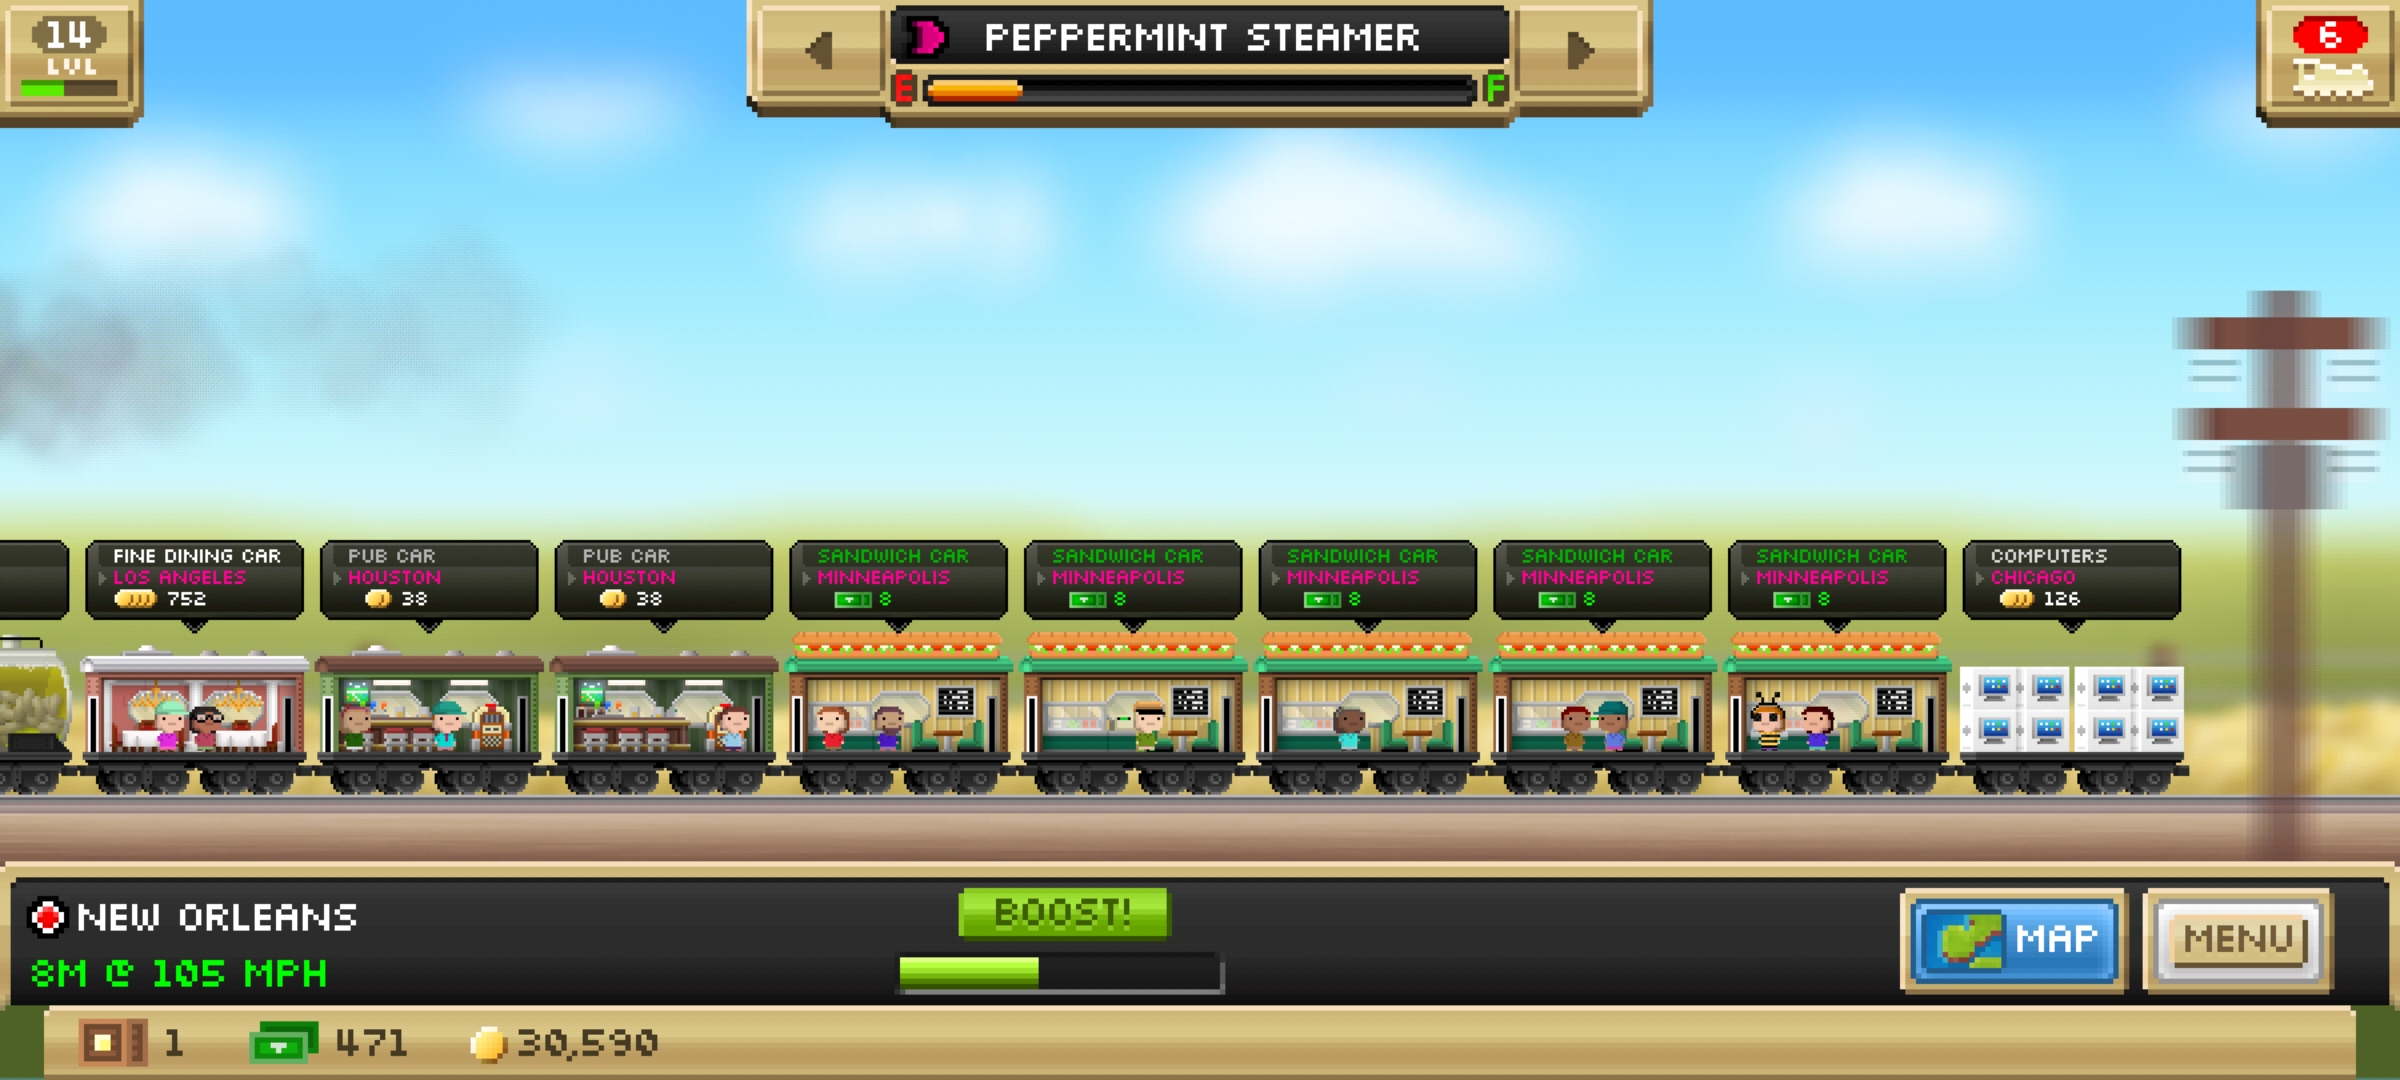 14
LVL
PEPPERMINT STEAMER
E
F
6
FINE DINING CAR
LOS ANGELES
752
PUB CAR
HOUSTON
38
PUB CAR
HOUSTON
38
SANDWICH CAR
MINNEAPOLIS
8
SANDWICH CAR
MINNEAPOLIS
8
SANDWICH CAR
MINNEAPOLIS
8
SANDWICH CAR
MINNEAPOLIS
8
SANDWICH CAR
MINNEAPOLIS
8
COMPUTERS
CHICAGO
126
NEW ORLEANS
8M @ 105 MPH
BOOST!
MAP
MENU
1
471
30,590